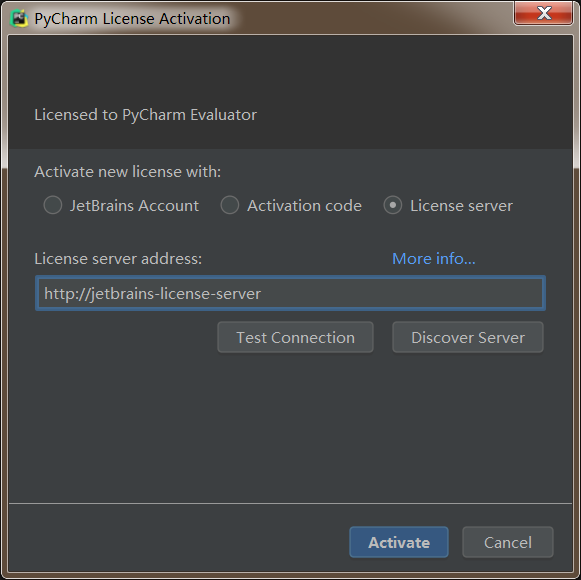 PyCharm License Activation
Licensed to PyCharm Evaluator
Activate new license with:
JetBrains Account Activation code License server
License server address: More info...
http://jetbrains-license-server
Test Connection Discover Server
Activate Cancel